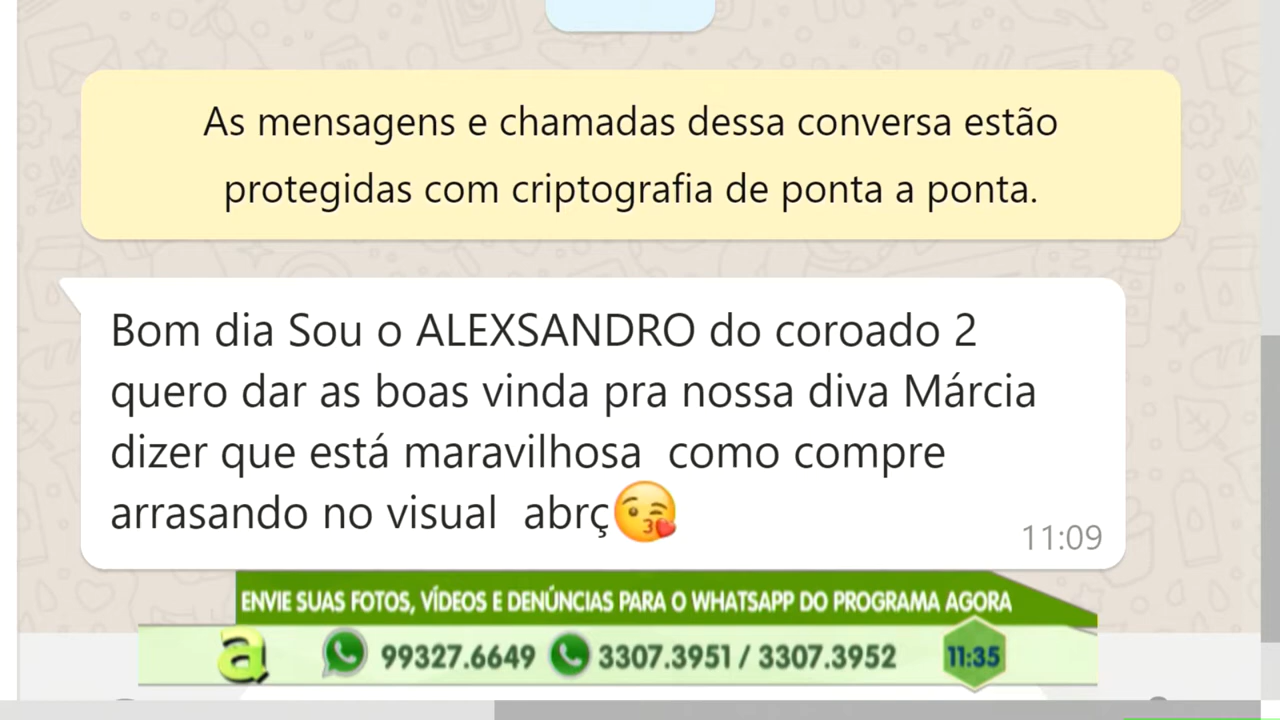 As mensagens e chamadas dessa conversa estão
protegidas com criptografia de ponta a ponta.
Bom dia Sou o ALEXSANDRO do coroado 2
quero dar as boas vinda pra nossa diva Márcia
dizer que está maravilhosa como compre
arrasando no visual abrç😘
11:09
ENVIE SUAS FOTOS, VÍDEOS E DENÚNCIAS PARA O WHATSAPP DO PROGRAMA AGORA
a 99327.6649 3307.3951 / 3307.3952 11:35